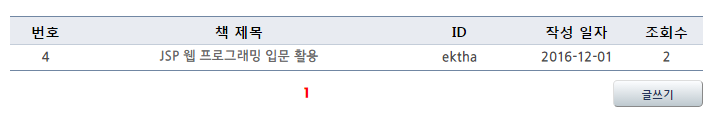 번호 책 제목 ID 작성 일자 조회수
4 JSP 웹 프로그래밍 입문 활용 ektha 2016-12-01 2
1 글쓰기